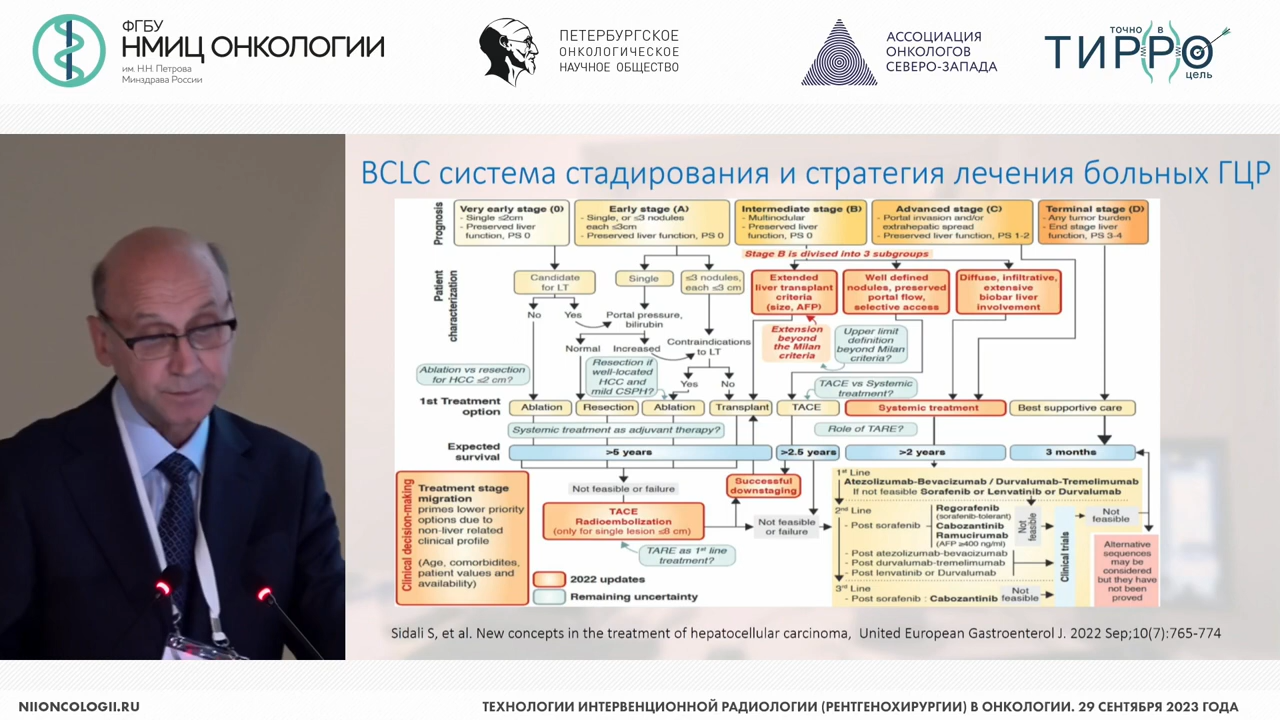 ФГБУ
НМИЦ ОНКОЛОГИИ
им. Н.Н. Петрова
Минздрава России
ПЕТЕРБУРГСКОЕ
ОНКОЛОГИЧЕСКОЕ
НАУЧНОЕ ОБЩЕСТВО
АССОЦИАЦИЯ
ОНКОЛОГОВ
СЕВЕРО-ЗАПАДА
ТОЧНО В
ТИРРО
цель
BCLC система стадирования и стратегия лечения больных ГЦР
Prognosis
Very early stage (0)
- Single ≤2cm
- Preserved liver
function, PS 0
Early stage (A)
- Single, or ≤3 nodules
each ≤3cm
- Preserved liver function, PS 0
Intermediate stage (B)
- Multinodular
- Preserved liver
function, PS 0
Advanced stage (C)
- Portal invasion and/or
extrahepatic spread
- Preserved liver function, PS 1-2
Terminal stage (D)
- Any tumor burden
- End stage liver
function, PS 3-4
Stage B is divided into 3 subgroups
Patient
characterization
Candidate
for LT
Single
≤3 nodules,
each ≤3 cm
Extended
liver transplant
criteria
(size, AFP)
Well defined
nodules, preserved
portal flow,
selective access
Diffuse, infiltrative,
extensive
biobar liver
involvement
No
Yes
Portal pressure,
bilirubin
Normal
Increased
Contraindications
to LT
Yes
No
Extension
beyond
the Milan
criteria
Upper limit
definition
beyond Milan
criteria?
Ablation vs resection
for HCC ≤2 cm?
Resection if
well-located
HCC and
mild CSPH?
TACE vs Systemic
treatment?
1st Treatment
option
Ablation
Resection
Ablation
Transplant
TACE
Systemic treatment
Best supportive care
Systemic treatment as adjuvant therapy?
Role of TARE?
Expected
survival
>5 years
>2.5 years
>2 years
3 months
Clinical decision-making
Treatment stage
migration
primes lower priority
options due to
non-liver related
clinical profile
(Age, comorbidites,
patient values and
availability)
Not feasible or failure
TACE
Radioembolization
(only for single lesion ≤8 cm)
Successful
downstaging
Not feasible
or failure
TARE as 1st line
treatment?
2022 updates
Remaining uncertainty
1st Line
Atezolizumab-Bevacizumab / Durvalumab-Tremelimumab
If not feasible Sorafenib or Lenvatinib or Durvalumab
2nd Line
- Post sorafenib
Regorafenib
(sorafenib-tolerant)
Cabozantinib
Ramucirumab
(AFP ≥400 ng/ml)
Not
feasible
- Post atezolizumab-bevacizumab
- Post durvalumab-tremelimumab
- Post lenvatinib or Durvalumab
3rd Line
- Post sorafenib : Cabozantinib
Not
feasible
Clinical trials
Not
feasible
Alternative
sequences
may be
considered
but they have
not been
proved
Sidali S, et al. New concepts in the treatment of hepatocellular carcinoma, United European Gastroenterol J. 2022 Sep;10(7):765-774
NIIONCOLOGII.RU
ТЕХНОЛОГИИ ИНТЕРВЕНЦИОННОЙ РАДИОЛОГИИ (РЕНТГЕНОХИРУРГИИ) В ОНКОЛОГИИ. 29 СЕНТЯБРЯ 2023 ГОДА